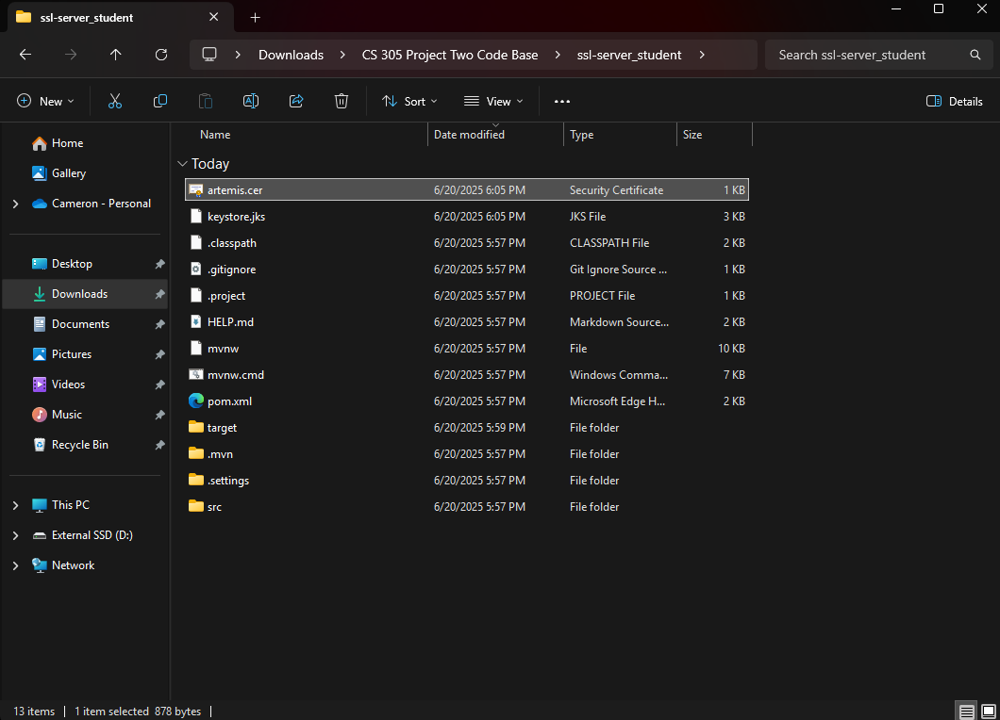 ssl-server_student
Downloads CS 305 Project Two Code Base ssl-server_student Search ssl-server_student
New Sort View Details
Home
Gallery
Cameron - Personal
Desktop
Downloads
Documents
Pictures
Videos
Music
Recycle Bin
This PC
External SSD (D:)
Network
Name Date modified Type Size
Today
artemis.cer 6/20/2025 6:05 PM Security Certificate 1 KB
keystore.jks 6/20/2025 6:05 PM JKS File 3 KB
.classpath 6/20/2025 5:57 PM CLASSPATH File 2 KB
.gitignore 6/20/2025 5:57 PM Git Ignore Source ... 1 KB
.project 6/20/2025 5:57 PM PROJECT File 1 KB
HELP.md 6/20/2025 5:57 PM Markdown Source... 2 KB
mvnw 6/20/2025 5:57 PM File 10 KB
mvnw.cmd 6/20/2025 5:57 PM Windows Comma... 7 KB
pom.xml 6/20/2025 5:57 PM Microsoft Edge H... 2 KB
target 6/20/2025 5:59 PM File folder
.mvn 6/20/2025 5:57 PM File folder
.settings 6/20/2025 5:57 PM File folder
src 6/20/2025 5:57 PM File folder
13 items 1 item selected 878 bytes